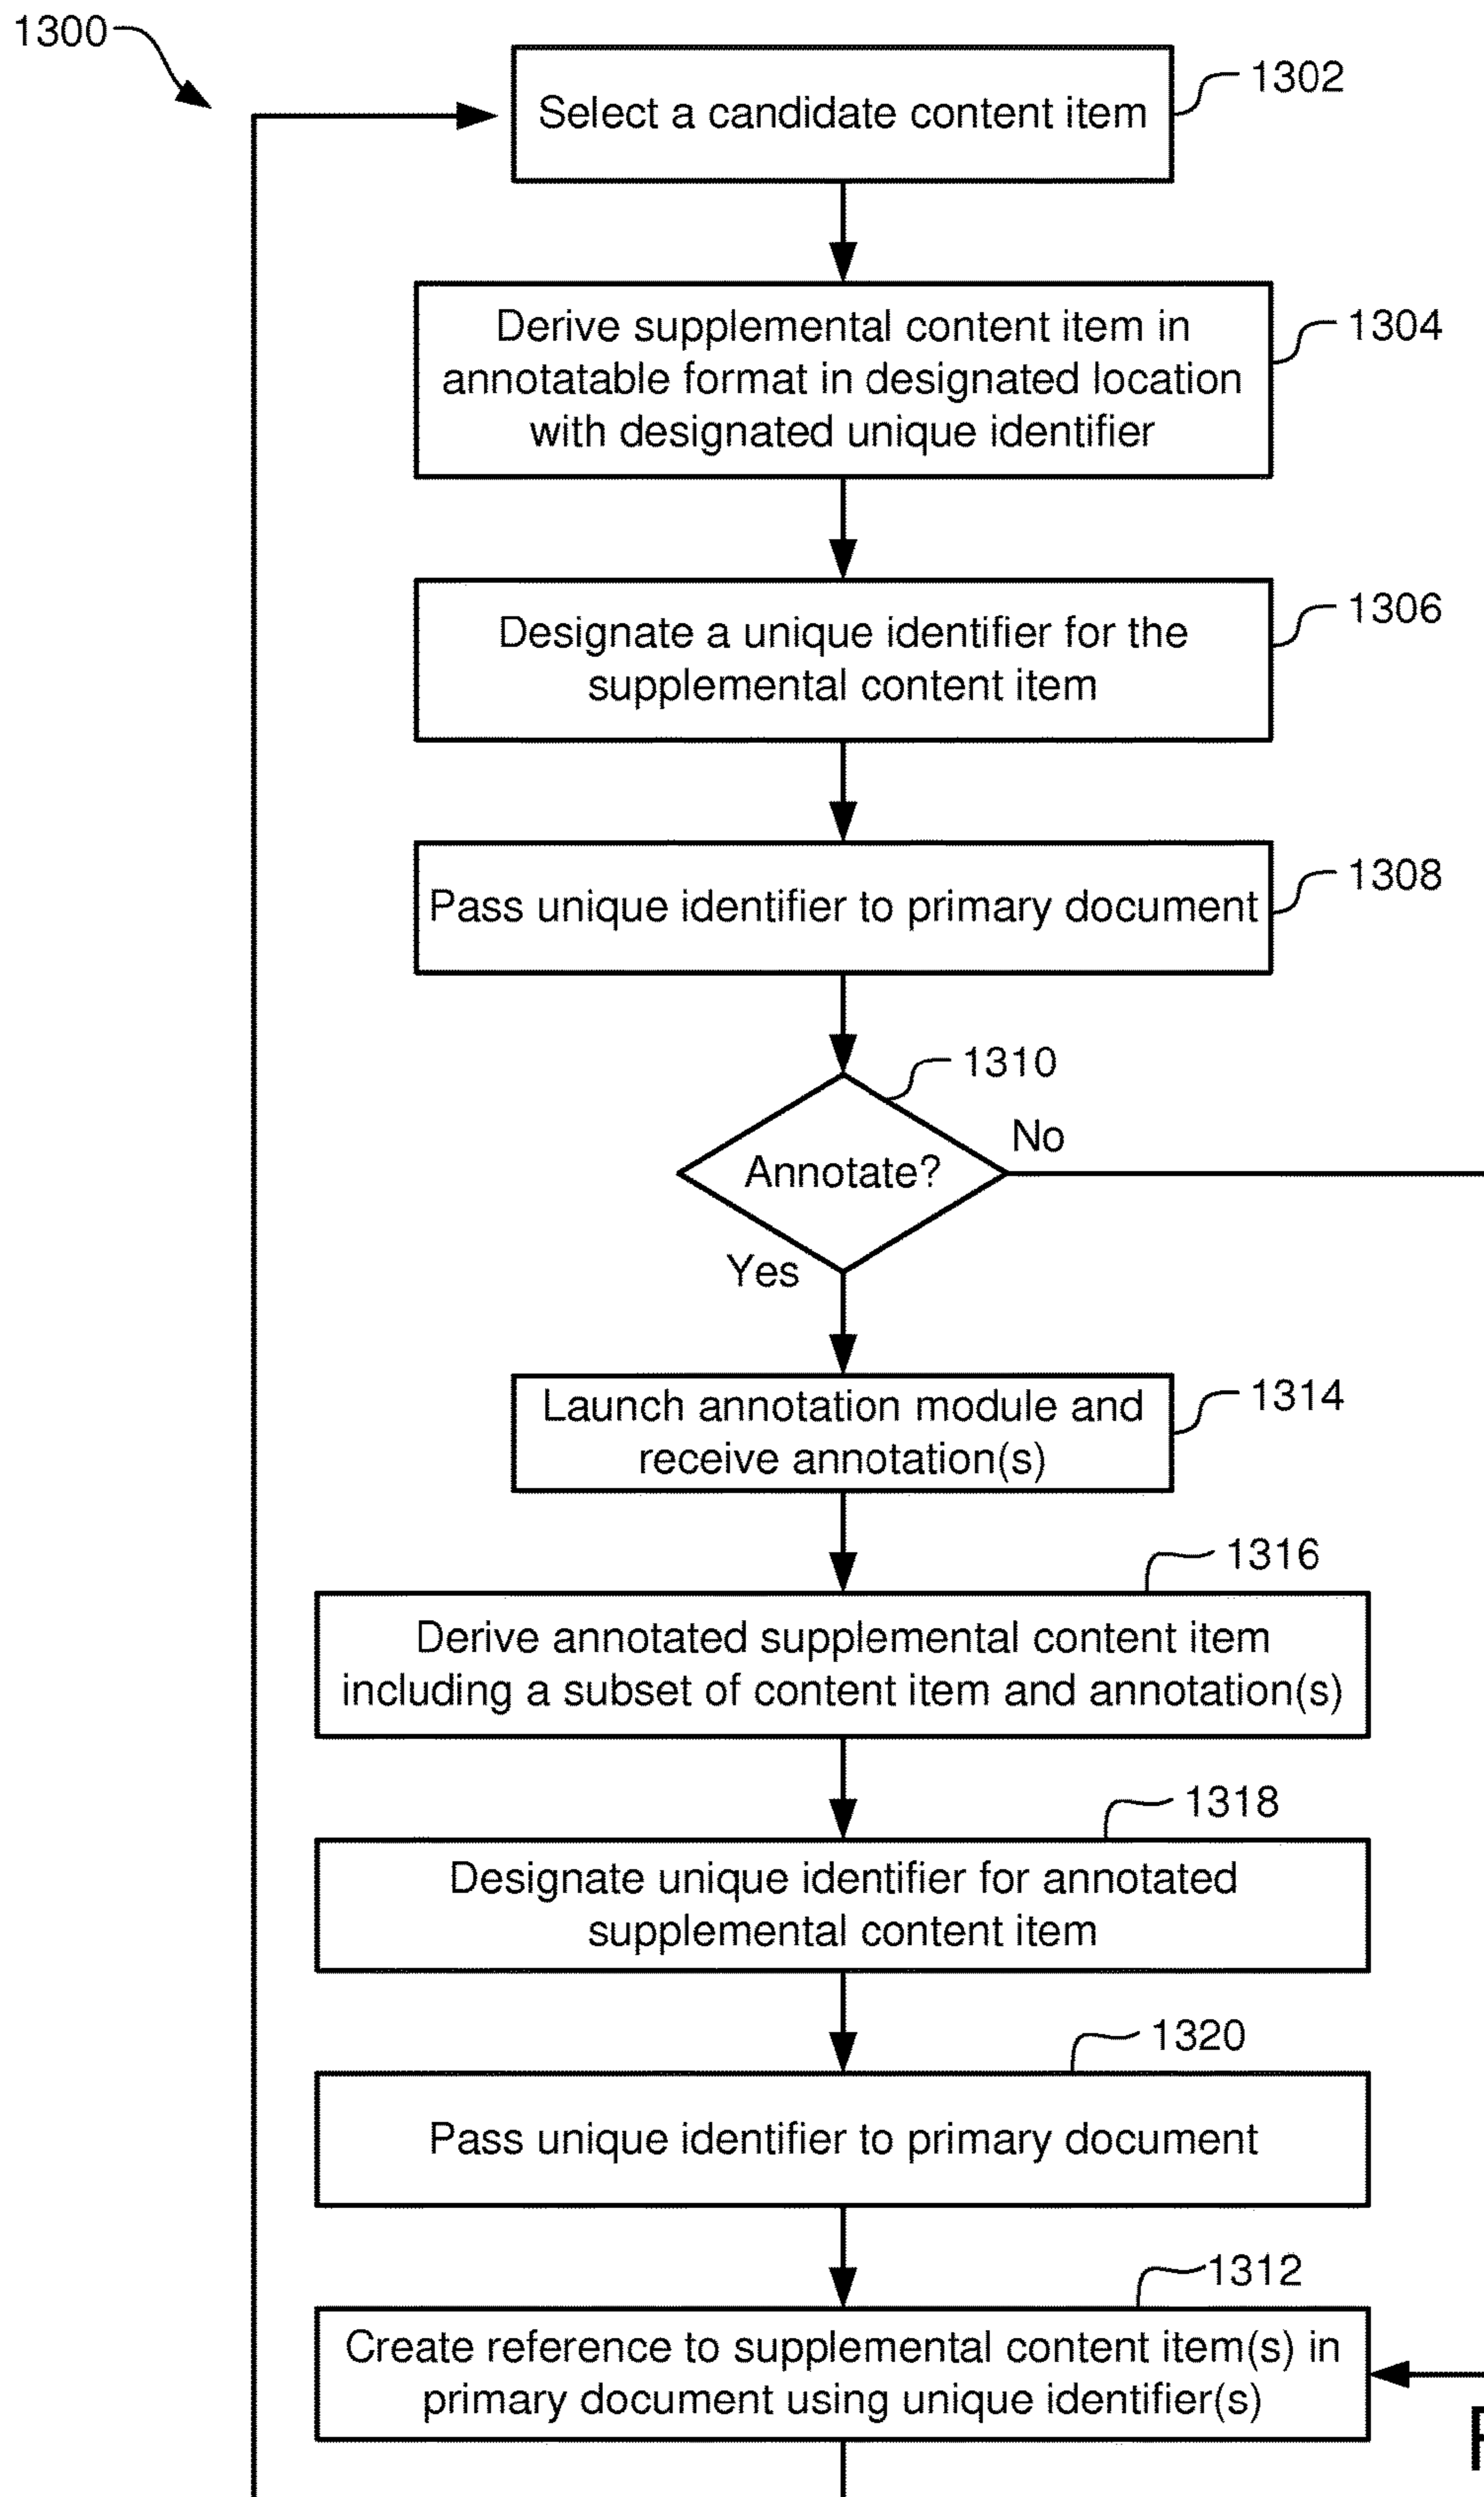 1300
1302
Select a candidate content item
1304
Derive supplemental content item in
annotatable format in designated location
with designated unique identifier
1306
Designate a unique identifier for the
supplemental content item
1308
Pass unique identifier to primary document
1310
No
Annotate?
Yes
1314
Launch annotation module and
receive annotation(s)
1316
Derive annotated supplemental content item
including a subset of content item and annotation(s)
1318
Designate unique identifier for annotated
supplemental content item
1320
Pass unique identifier to primary document
1312
Create reference to supplemental content item(s) in
primary document using unique identifier(s)